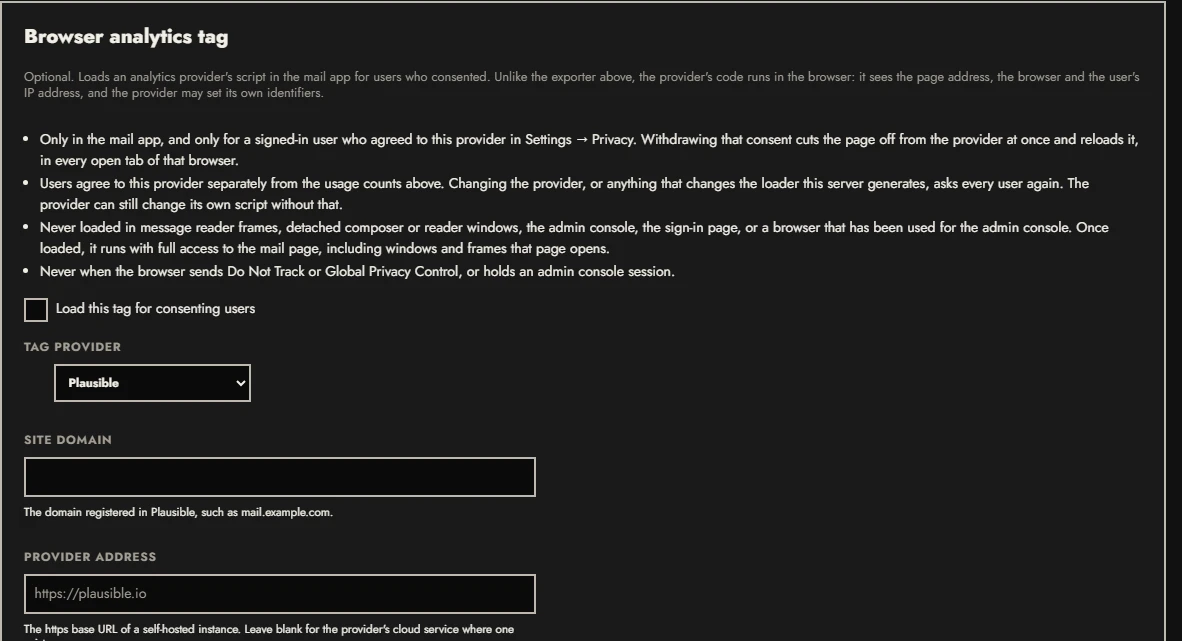 Browser analytics tag
Optional. Loads an analytics provider's script in the mail app for users who consented. Unlike the exporter above, the provider's code runs in the browser: it sees the page address, the browser and the user's
IP address, and the provider may set its own identifiers.
• Only in the mail app, and only for a signed-in user who agreed to this provider in Settings → Privacy. Withdrawing that consent cuts the page off from the provider at once and reloads it,
in every open tab of that browser.
• Users agree to this provider separately from the usage counts above. Changing the provider, or anything that changes the loader this server generates, asks every user again. The
provider can still change its own script without that.
• Never loaded in message reader frames, detached composer or reader windows, the admin console, the sign-in page, or a browser that has been used for the admin console. Once
loaded, it runs with full access to the mail page, including windows and frames that page opens.
• Never when the browser sends Do Not Track or Global Privacy Control, or holds an admin console session.
Load this tag for consenting users
TAG PROVIDER
Plausible
SITE DOMAIN
The domain registered in Plausible, such as mail.example.com.
PROVIDER ADDRESS
https://plausible.io
The https base URL of a self-hosted instance. Leave blank for the provider's cloud service where one